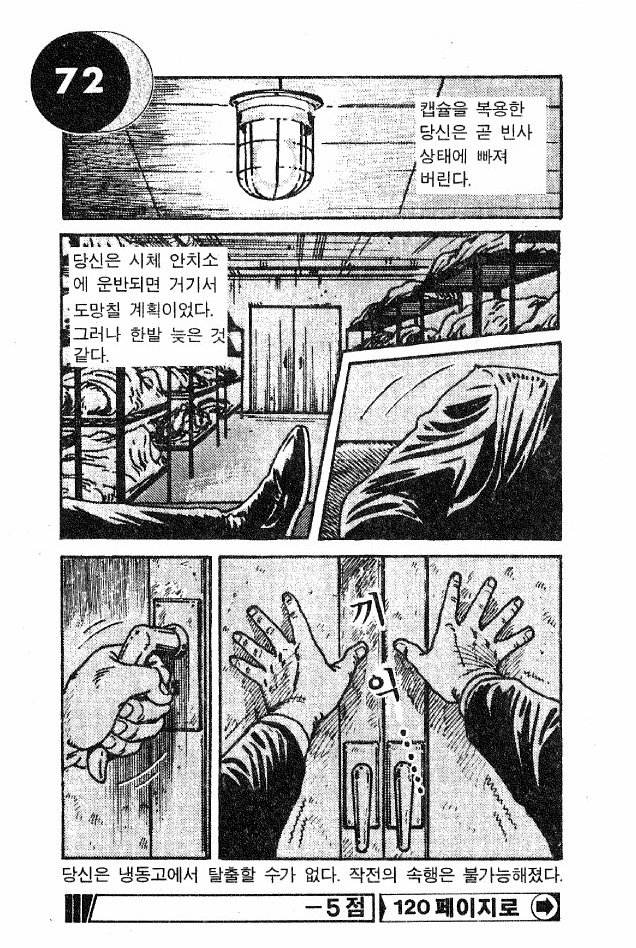 72
캡슐을 복용한
당신은 곧 빈사
상태에 빠져
버린다.
당신은 시체 안치소
에 운반되면 거기서
도망칠 계획이었다.
그러나 한발 늦은 것
같다.
끼
익
당신은 냉동고에서 탈출할 수가 없다. 작전의 속행은 불가능해졌다.
－5점 120페이지로